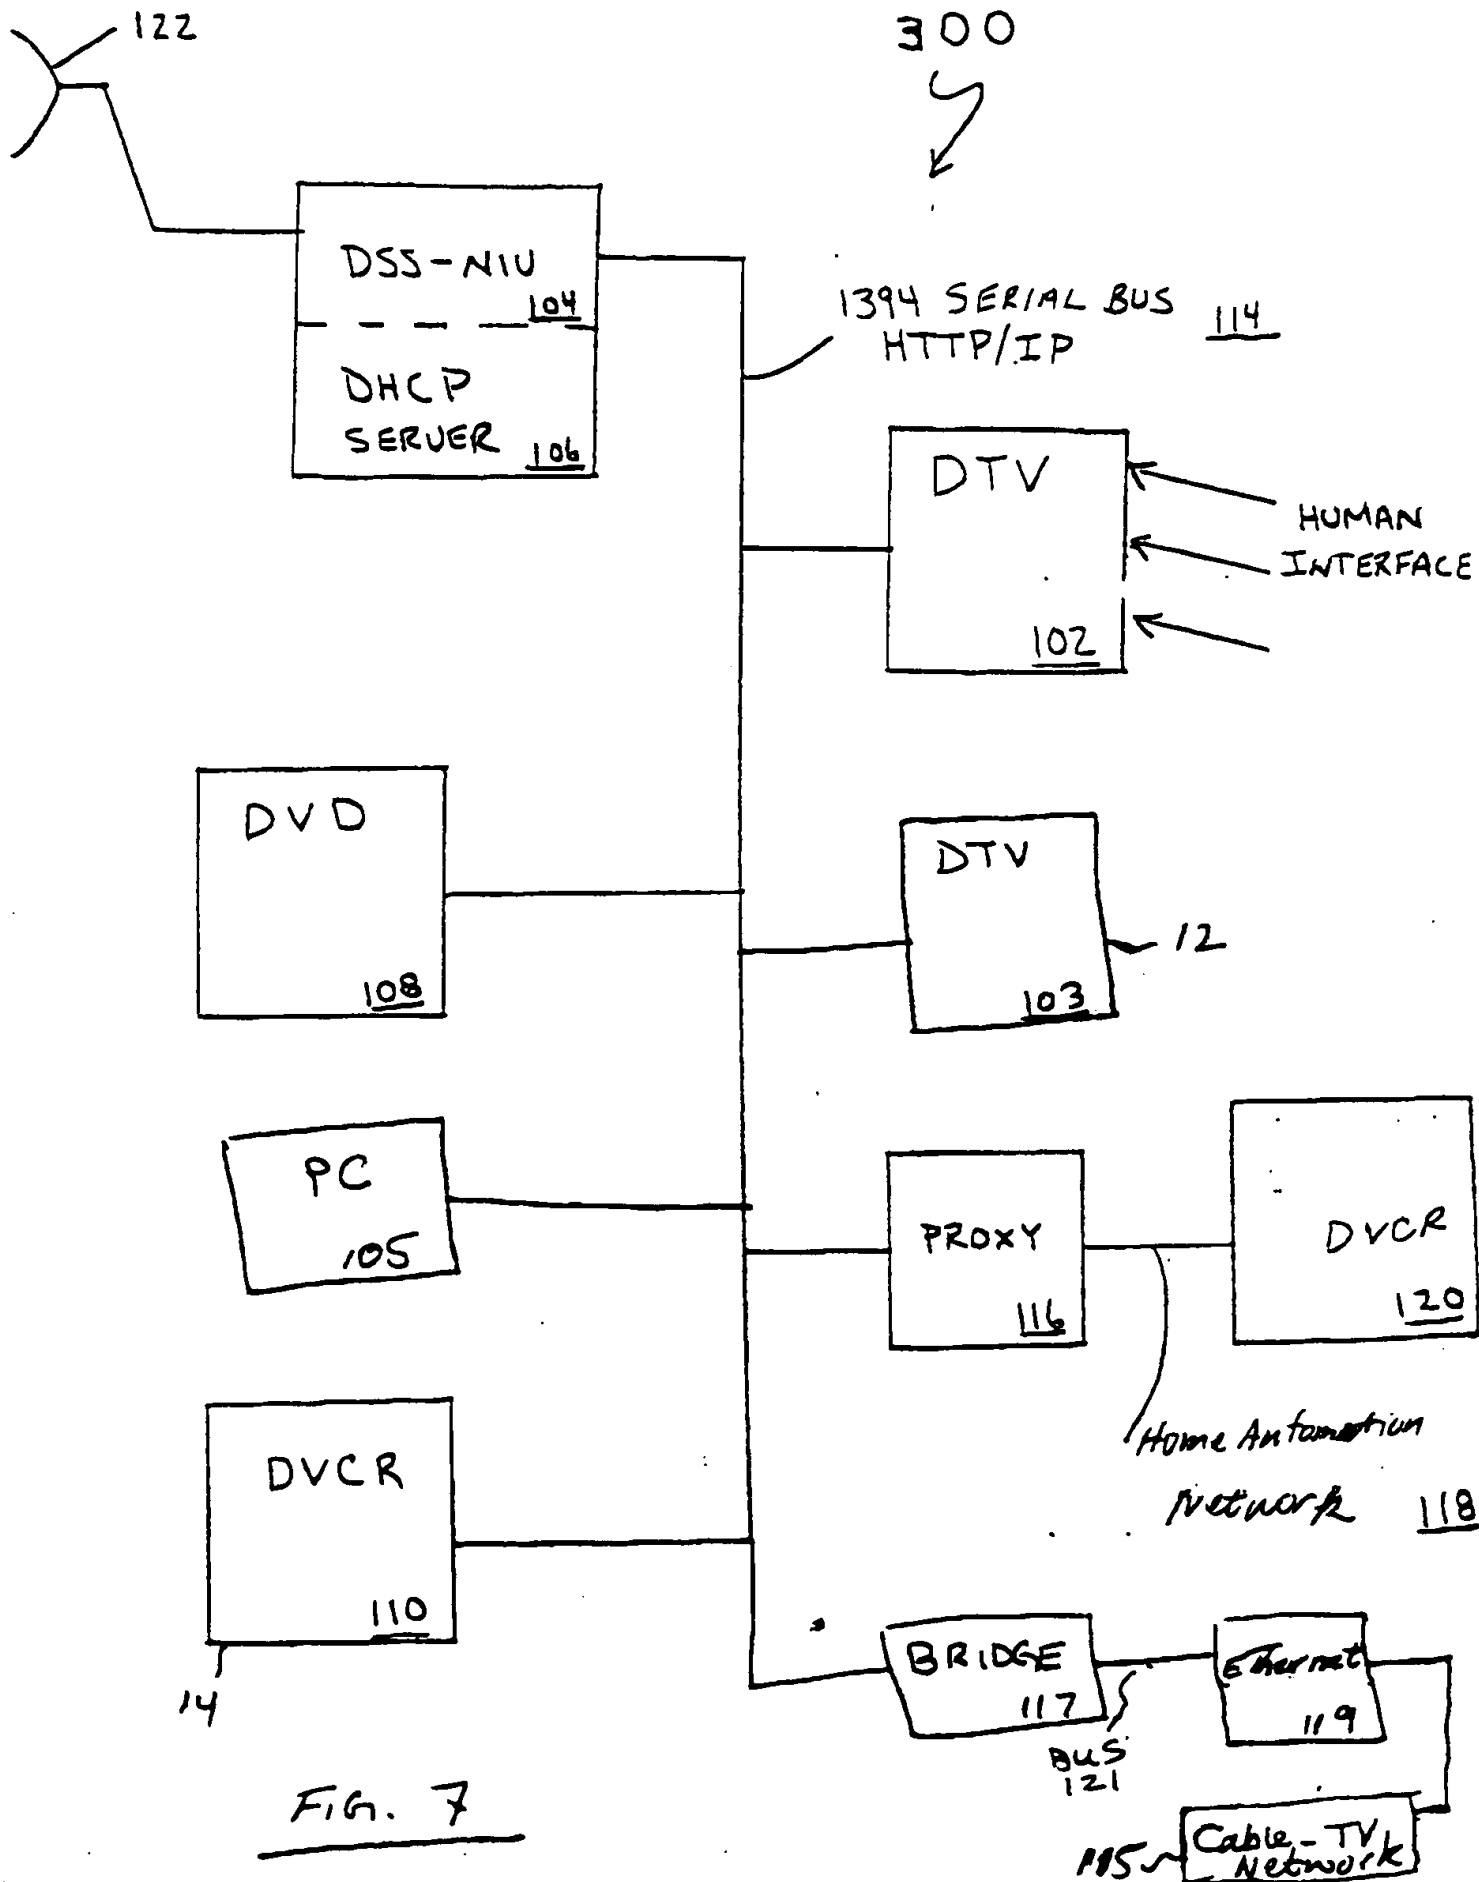 122
300
DSS-NIU
104
DHCP
SERVER
106
1394 SERIAL BUS
HTTP/IP
114
DTV
102
HUMAN
INTERFACE
DVD
108
DTV
103
12
PC
105
PROXY
116
DVCR
120
Home Automation
Network
118
DVCR
110
14
BRIDGE
117
BUS
121
Ethernet
119
FIG. 7
Cable-TV
Network